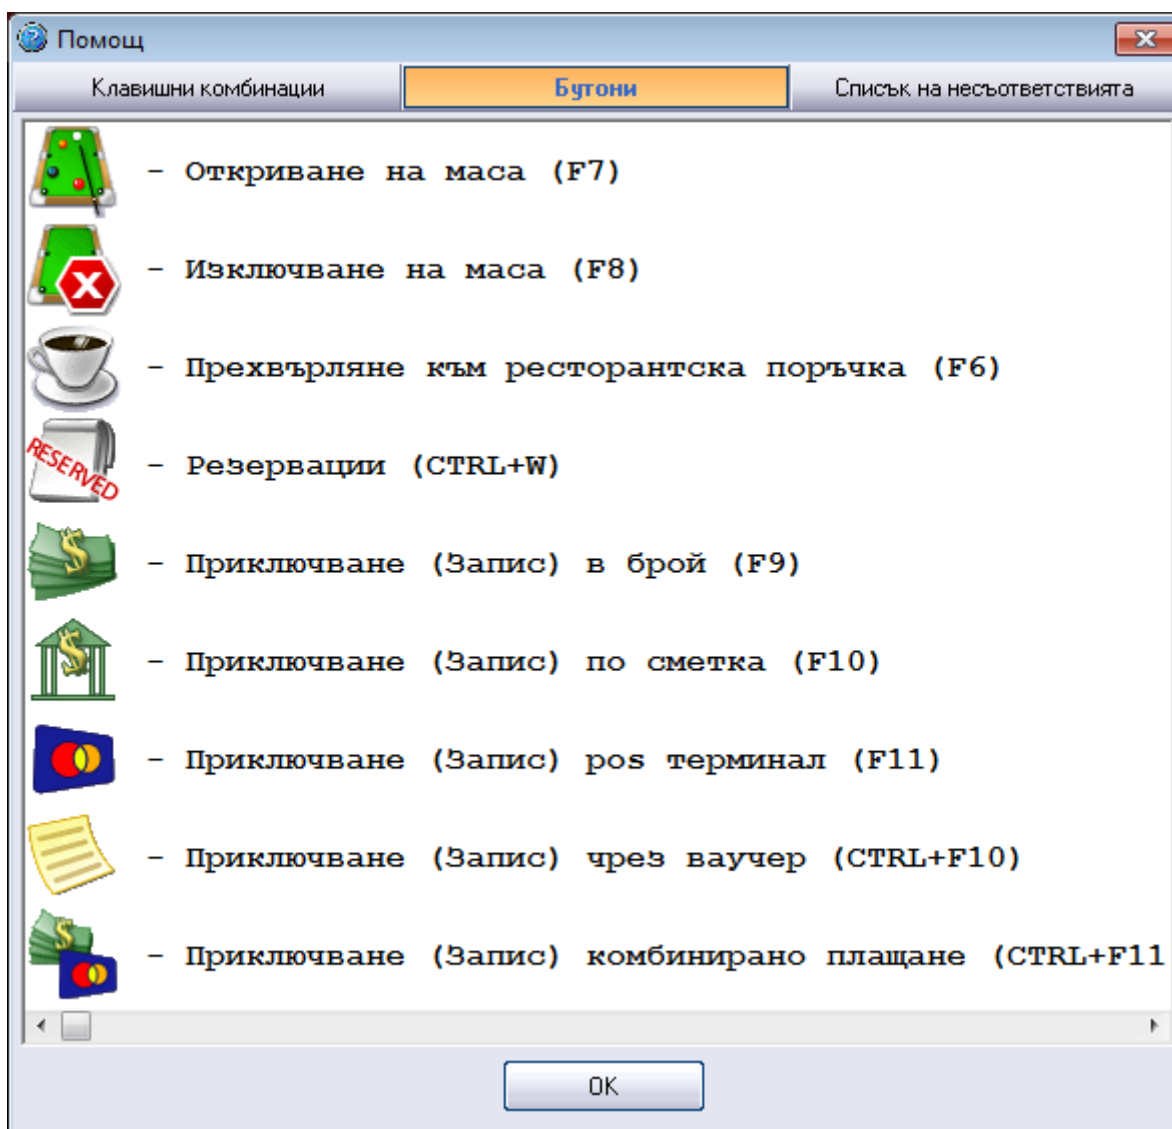 Помощ
Клавишни комбинации Бутони Списък на несъответствията
- Откриване на маса (F7)
- Изключване на маса (F8)
- Прехвърляне към ресторантска поръчка (F6)
RESERVED
- Резервации (CTRL+W)
- Приключване (Запис) в брой (F9)
- Приключване (Запис) по сметка (F10)
- Приключване (Запис) pos терминал (F11)
- Приключване (Запис) чрез ваучер (CTRL+F10)
- Приключване (Запис) комбинирано плащане (CTRL+F11
OK